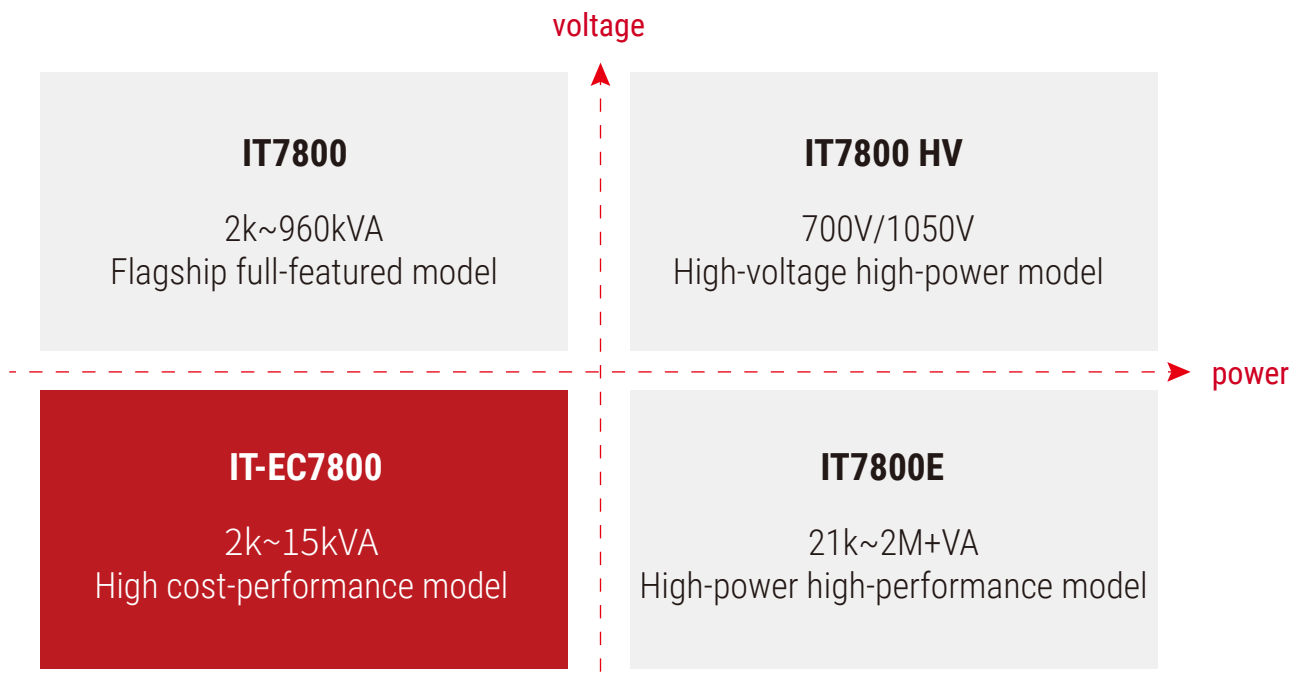 voltage
IT7800
2k~960kVA
Flagship full-featured model
IT7800 HV
700V/1050V
High-voltage high-power model
power
IT-EC7800
2k~15kVA
High cost-performance model
IT7800E
21k~2M+VA
High-power high-performance model